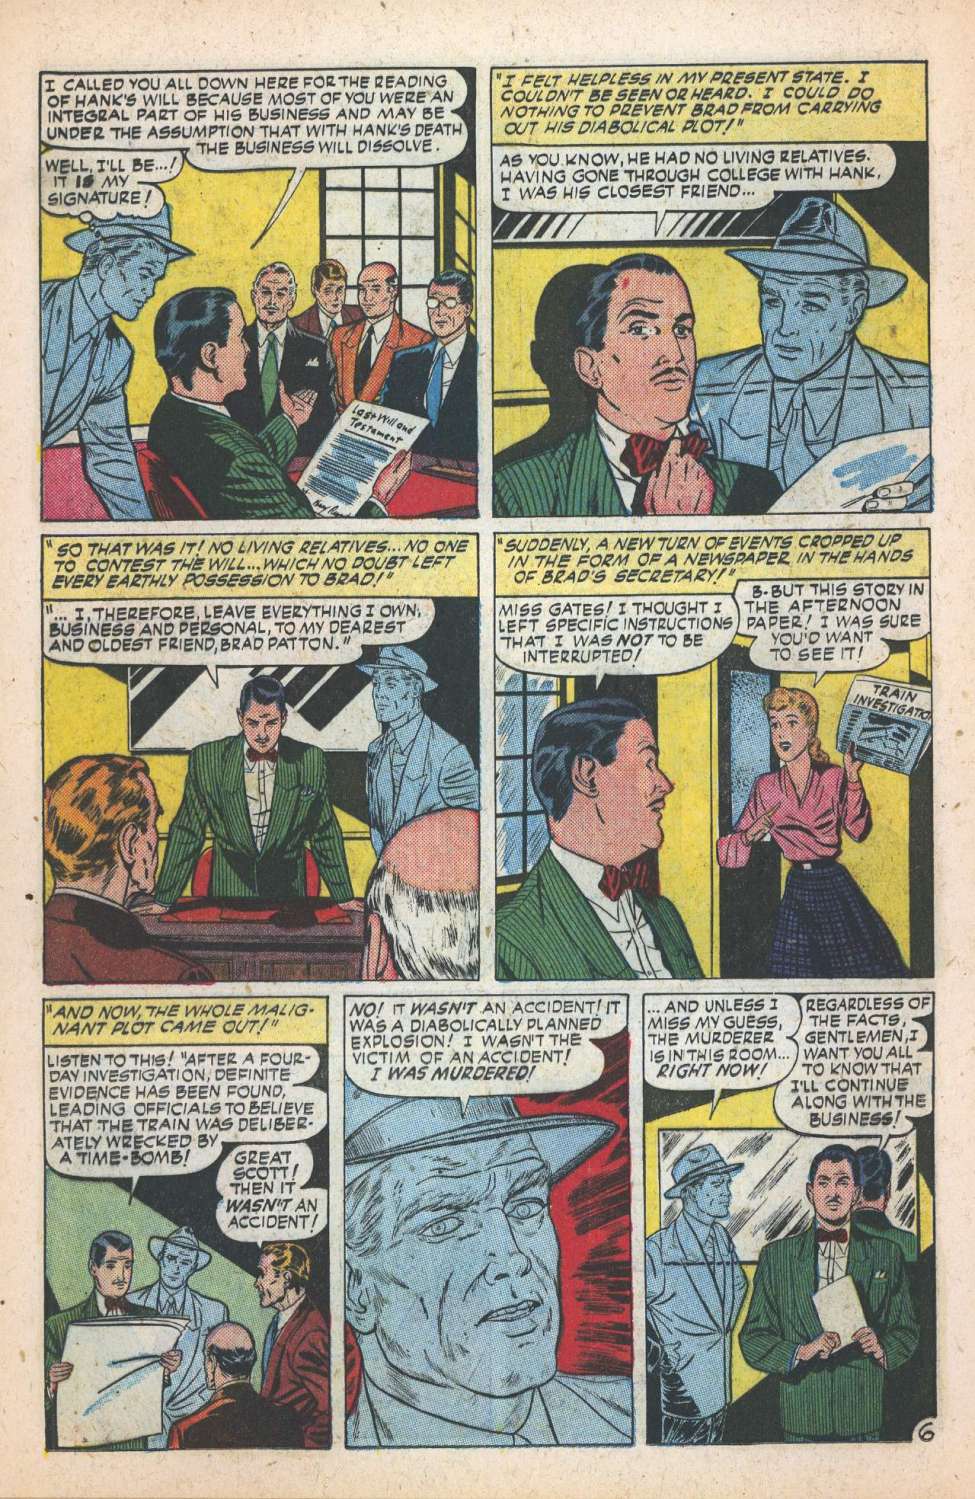 I CALLED YOU ALL DOWN HERE FOR THE READING
OF HANK'S WILL BECAUSE MOST OF YOU WERE AN
INTEGRAL PART OF HIS BUSINESS AND MAY BE
UNDER THE ASSUMPTION THAT WITH HANK'S DEATH
THE BUSINESS WILL DISSOLVE.
WELL, I'LL BE...!
IT IS MY
SIGNATURE!
Last Will and
Testament
"I FELT HELPLESS IN MY PRESENT STATE. I
COULDN'T BE SEEN OR HEARD. I COULD DO
NOTHING TO PREVENT BRAD FROM CARRYING
OUT HIS DIABOLICAL PLOT!"
AS YOU KNOW, HE HAD NO LIVING RELATIVES.
HAVING GONE THROUGH COLLEGE WITH HANK,
I WAS HIS CLOSEST FRIEND...
"SO THAT WAS IT! NO LIVING RELATIVES...NO ONE
TO CONTEST THE WILL...WHICH NO DOUBT LEFT
EVERY EARTHLY POSSESSION TO BRAD!"
"... I, THEREFORE, LEAVE EVERYTHING I OWN,
BUSINESS AND PERSONAL, TO MY DEAREST
AND OLDEST FRIEND, BRAD PATTON."
"SUDDENLY, A NEW TURN OF EVENTS CROPPED UP
IN THE FORM OF A NEWSPAPER IN THE HANDS
OF BRAD'S SECRETARY!"
MISS GATES! I THOUGHT I
LEFT SPECIFIC INSTRUCTIONS
THAT I WAS NOT TO BE
INTERRUPTED!
B-BUT THIS STORY IN
THE AFTERNOON
PAPER! I WAS SURE
YOU'D WANT
TO SEE IT!
TRAIN
INVESTIGATIO
"AND NOW, THE WHOLE MALIG-
NANT PLOT CAME OUT!"
LISTEN TO THIS! "AFTER A FOUR-
DAY INVESTIGATION, DEFINITE
EVIDENCE HAS BEEN FOUND,
LEADING OFFICIALS TO BELIEVE
THAT THE TRAIN WAS DELIBER-
ATELY WRECKED BY
A TIME-BOMB!
GREAT
SCOTT!
THEN IT
WASN'T AN
ACCIDENT!
NO! IT WASN'T AN ACCIDENT! IT
WAS A DIABOLICALLY PLANNED
EXPLOSION! I WASN'T THE
VICTIM OF AN ACCIDENT!
I WAS MURDERED!
...AND UNLESS I
MISS MY GUESS,
THE MURDERER
IS IN THIS ROOM...
RIGHT NOW!
REGARDLESS OF
THE FACTS,
GENTLEMEN, I
WANT YOU ALL
TO KNOW THAT
I'LL CONTINUE
ALONG WITH THE
BUSINESS!
6